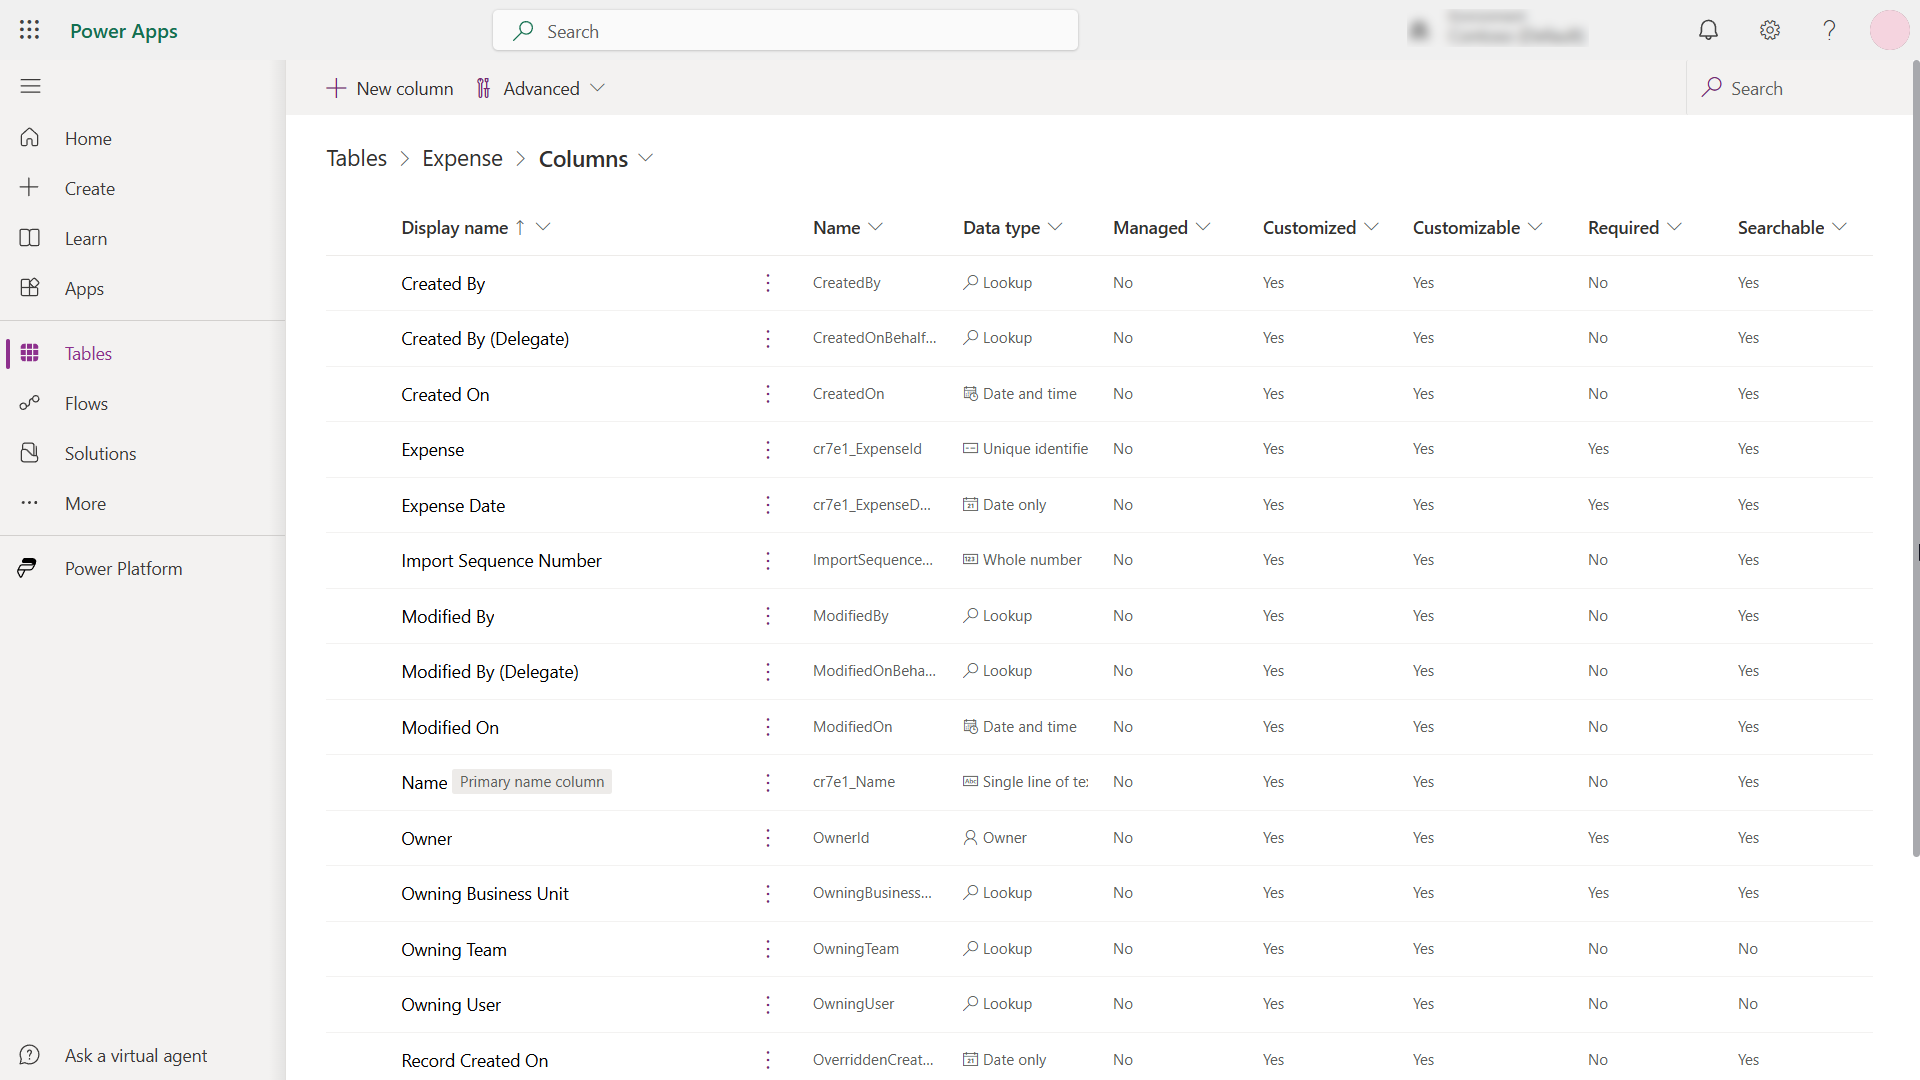 Power Apps
Search
New column
Advanced
Search
Home
Create
Learn
Apps
Tables
Flows
Solutions
More
Power Platform
Ask a virtual agent
Tables > Expense > Columns
Display name ↑ Name Data type Managed Customized Customizable Required Searchable
Created By CreatedBy Lookup No Yes Yes No Yes
Created By (Delegate) CreatedOnBehalf... Lookup No Yes Yes No Yes
Created On CreatedOn Date and time No Yes Yes No Yes
Expense cr7e1_ExpenseId Unique identifie No Yes Yes Yes Yes
Expense Date cr7e1_ExpenseD... Date only No Yes Yes Yes Yes
Import Sequence Number ImportSequence... Whole number No Yes Yes No Yes
Modified By ModifiedBy Lookup No Yes Yes No Yes
Modified By (Delegate) ModifiedOnBeha... Lookup No Yes Yes No Yes
Modified On ModifiedOn Date and time No Yes Yes No Yes
Name Primary name column cr7e1_Name Abc Single line of te No Yes Yes No Yes
Owner OwnerId Owner No Yes Yes Yes Yes
Owning Business Unit OwningBusiness... Lookup No Yes Yes Yes Yes
Owning Team OwningTeam Lookup No Yes Yes No No
Owning User OwningUser Lookup No Yes Yes No No
Record Created On OverriddenCreat... Date only No Yes Yes No Yes